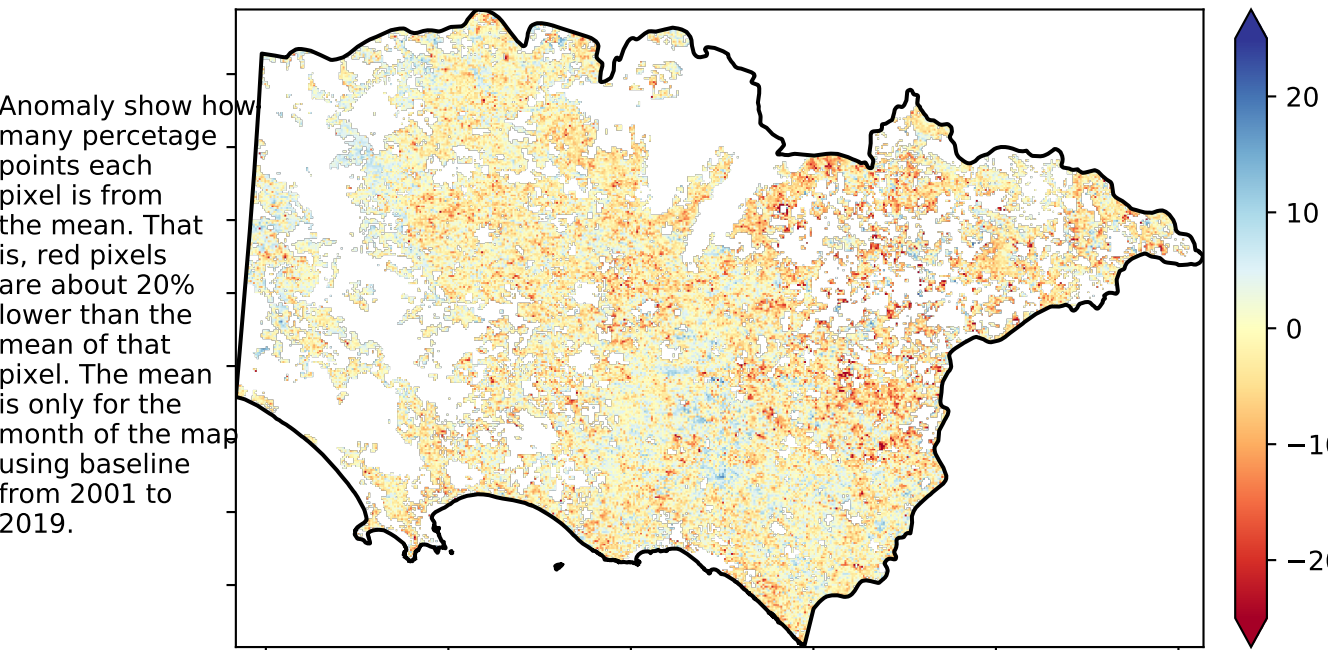 Anomaly show how
many percetage
points each
pixel is from
the mean. That
is, red pixels
are about 20%
lower than the
mean of that
pixel. The mean
is only for the
month of the map
using baseline
from 2001 to
2019.
20
10
0
−10
−20